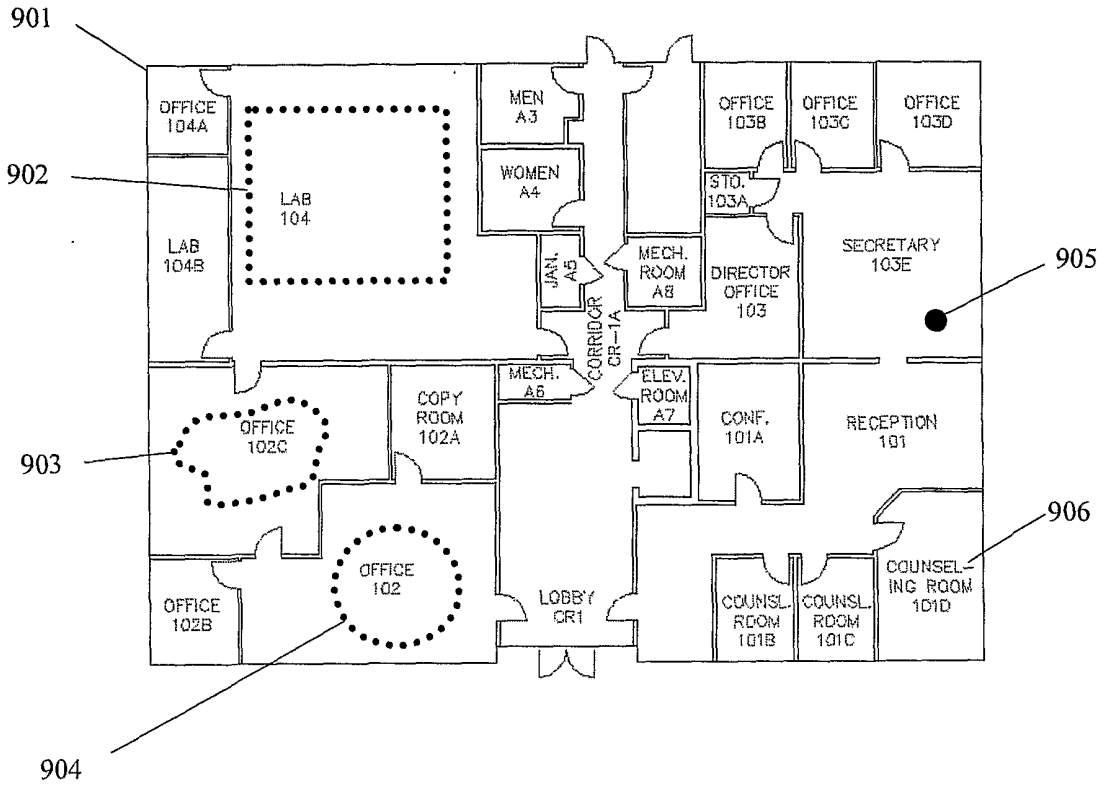 901
OFFICE
104A
902
LAB
104
LAB
104B
MEN
A3
WOMEN
A4
JAN.
A5
MECH.
ROOM
A8
CORRIDOR
CR-1A
OFFICE
103B
OFFICE
103C
OFFICE
103D
STO.
103A
DIRECTOR
OFFICE
103
SECRETARY
103E
905
MECH.
A6
ELEV.
ROOM
A7
COPY
ROOM
102A
OFFICE
102C
903
CONF.
101A
RECEPTION
101
906
OFFICE
102
OFFICE
102B
LOBBY
CR1
COUNSL.
ROOM
101B
COUNSL.
ROOM
101C
COUNSEL-
ING ROOM
101D
904